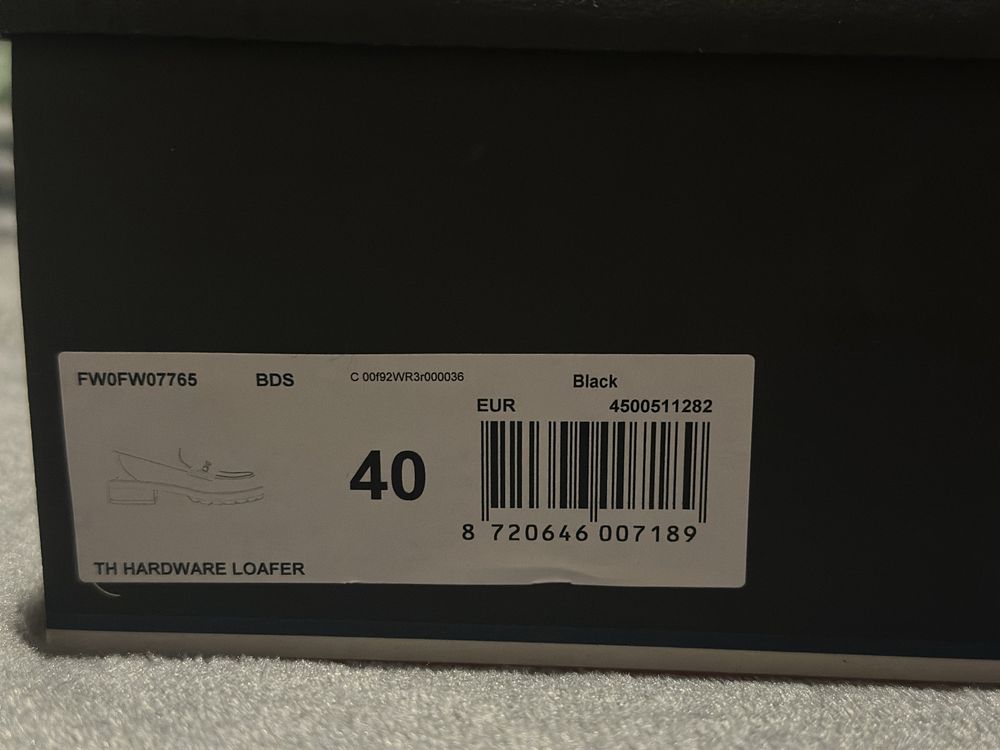 FW0FW07765 BDS C 00f92WR3r000036 Black
EUR 4500511282
40
8 720646 007189
TH HARDWARE LOAFER